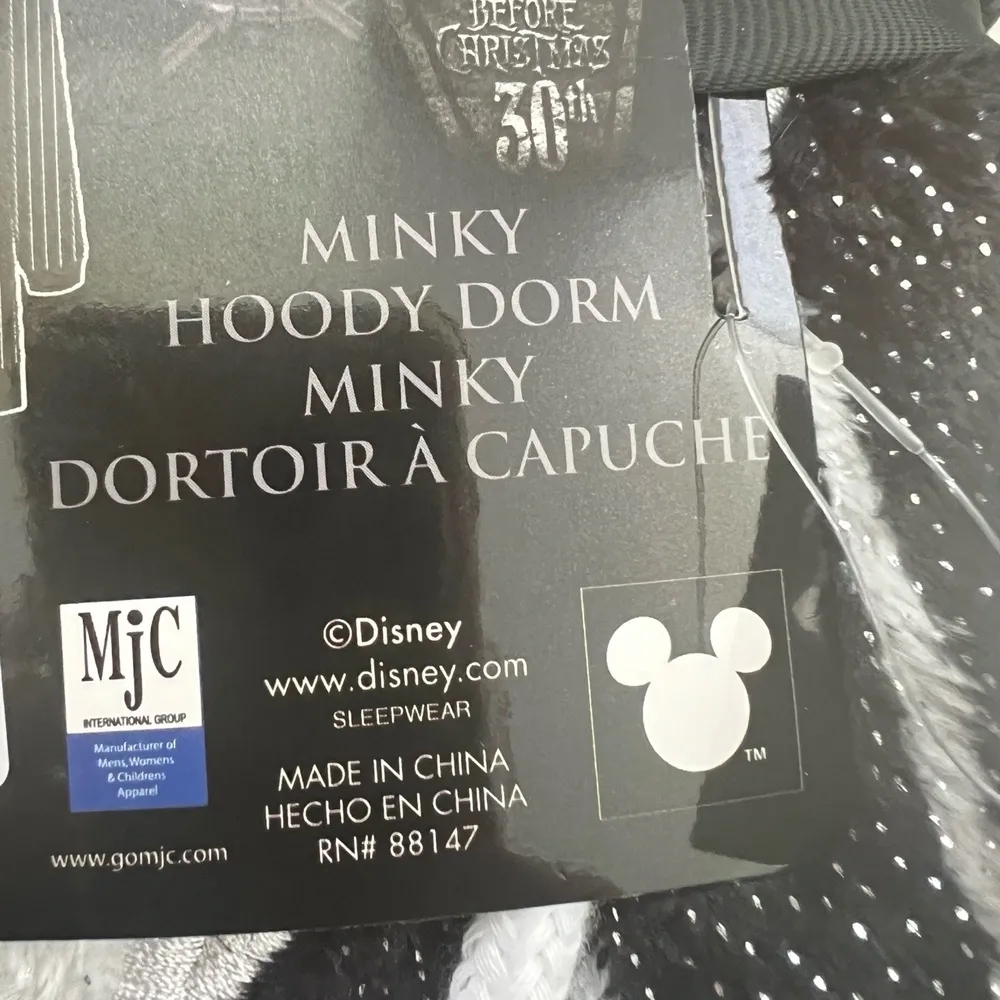 BEFORE
CHRISTMAS
30th
MINKY
HOODY DORM
MINKY
DORTOIR À CAPUCHE
MjC
INTERNATIONAL GROUP
Manufacturer of
Mens, Womens
& Childrens
Apparel
www.gomjc.com
©Disney
www.disney.com
SLEEPWEAR
MADE IN CHINA
HECHO EN CHINA
RN# 88147
TM